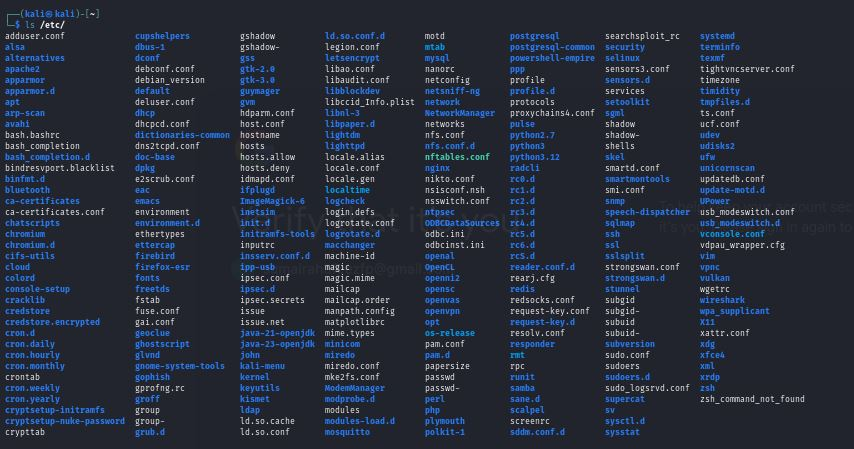 ┌──(kali㉿kali)-[~]
└─$ ls /etc/
adduser.conf cupshelpers gshadow ld.so.conf.d motd postgresql searchsploit_rc systemd
alsa dbus-1 gshadow- legion.conf mtab postgresql-common security terminfo
alternatives dconf gss letsencrypt mysql powershell-empire selinux texmf
apache2 debconf.conf gtk-2.0 libao.conf nanorc ppp sensors3.conf tightvncserver.conf
apparmor debian_version gtk-3.0 libaudit.conf netconfig profile sensors.d timezone
apparmor.d default guymager libblockdev netsniff-ng profile.d services timidity
apt deluser.conf gvm libccid_Info.plist network protocols setoolkit tmpfiles.d
arp-scan dhcp hdparm.conf libnl-3 NetworkManager proxychains4.conf sgml ts.conf
avahi dhcpcd.conf host.conf libpaper.d networks pulse shadow ucf.conf
bash.bashrc dictionaries-common hostname lightdm nfs.conf python2.7 shadow- udev
bash_completion dns2tcpd.conf hosts lighttpd nfs.conf.d python3 shells udisks2
bash_completion.d doc-base hosts.allow locale.alias nftables.conf python3.12 skel ufw
bindresvport.blacklist dpkg hosts.deny locale.conf nginx radcli smartd.conf unicornscan
binfmt.d e2scrub.conf idmapd.conf locale.gen nikto.conf rc0.d smartmontools updatedb.conf
bluetooth eac ifplugd localtime nsiconf.nsh rc1.d smi.conf update-motd.d
ca-certificates emacs ImageMagick-6 logcheck nsswitch.conf rc2.d snmp UPower
ca-certificates.conf environment inetsim login.defs ntpsec rc3.d speech-dispatcher usb_modeswitch.conf
chatscripts environment.d init.d logrotate.conf ODBCDataSources rc4.d sqlmap usb_modeswitch.d
chromium ethertypes initramfs-tools logrotate.d odbc.ini rc5.d ssh vconsole.conf
chromium.d ettercap inputrc macchanger odbcinst.ini rc6.d ssl vdpau_wrapper.cfg
cifs-utils firebird insserv.conf.d machine-id openal rcS.d sslsplit vim
cloud firefox-esr ipp-usb magic OpenCL reader.conf.d strongswan.conf vpnc
colord fonts ipsec.conf magic.mime openni2 rearj.cfg strongswan.d vulkan
console-setup freetds ipsec.d mailcap opensc redis stunnel wgetrc
cracklib fstab ipsec.secrets mailcap.order openvas redsocks.conf subgid wireshark
credstore fuse.conf issue manpath.config openvpn request-key.conf subgid- wpa_supplicant
credstore.encrypted gai.conf issue.net matplotlibrc opt request-key.d subuid X11
cron.d geoclue java-21-openjdk mime.types os-release resolv.conf subuid- xattr.conf
cron.daily ghostscript java-23-openjdk minicom pam.conf responder subversion xdg
cron.hourly glvnd john miredo pam.d rmt sudo.conf xfce4
cron.monthly gnome-system-tools kali-menu miredo.conf papersize rpc sudoers xml
crontab gophish kernel mke2fs.conf passwd runit sudoers.d xrdp
cron.weekly gprofng.rc keyutils ModemManager passwd- samba sudo_logsrvd.conf zsh
cron.yearly groff kismet modprobe.d perl sane.d supercat zsh_command_not_found
cryptsetup-initramfs group ldap modules php scalpel sv
cryptsetup-nuke-password group- ld.so.cache modules-load.d plymouth screenrc sysctl.d
crypttab grub.d ld.so.conf mosquitto polkit-1 sddm.conf.d sysstat